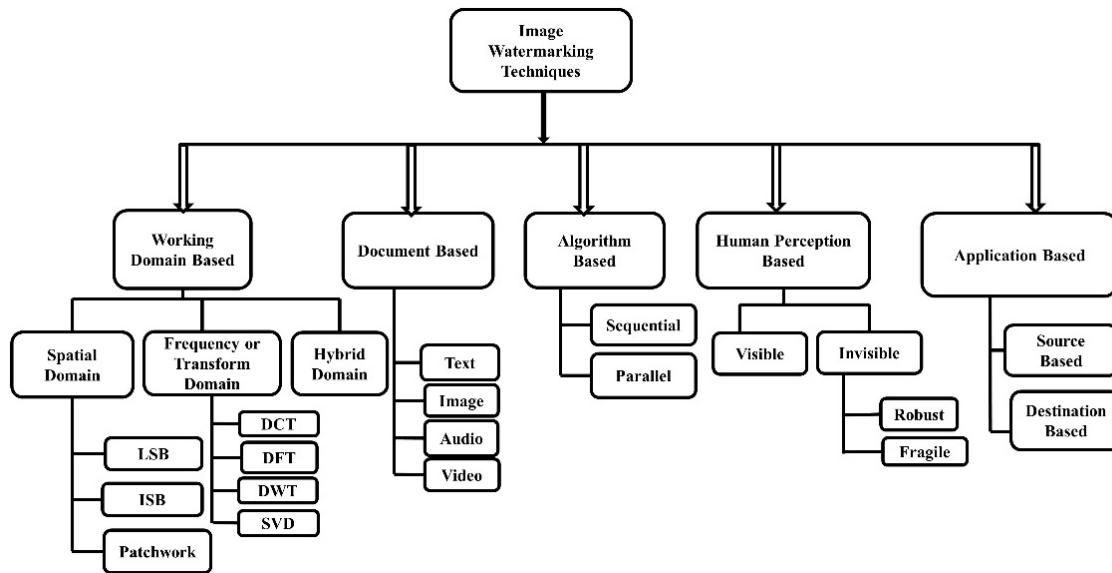 Image
Watermarking
Techniques
Working
Domain Based
Document Based
Algorithm
Based
Human Perception
Based
Application Based
Spatial
Domain
Frequency or
Transform
Domain
Hybrid
Domain
LSB
ISB
Patchwork
DCT
DFT
DWT
SVD
Text
Image
Audio
Video
Sequential
Parallel
Visible
Invisible
Robust
Fragile
Source
Based
Destination
Based